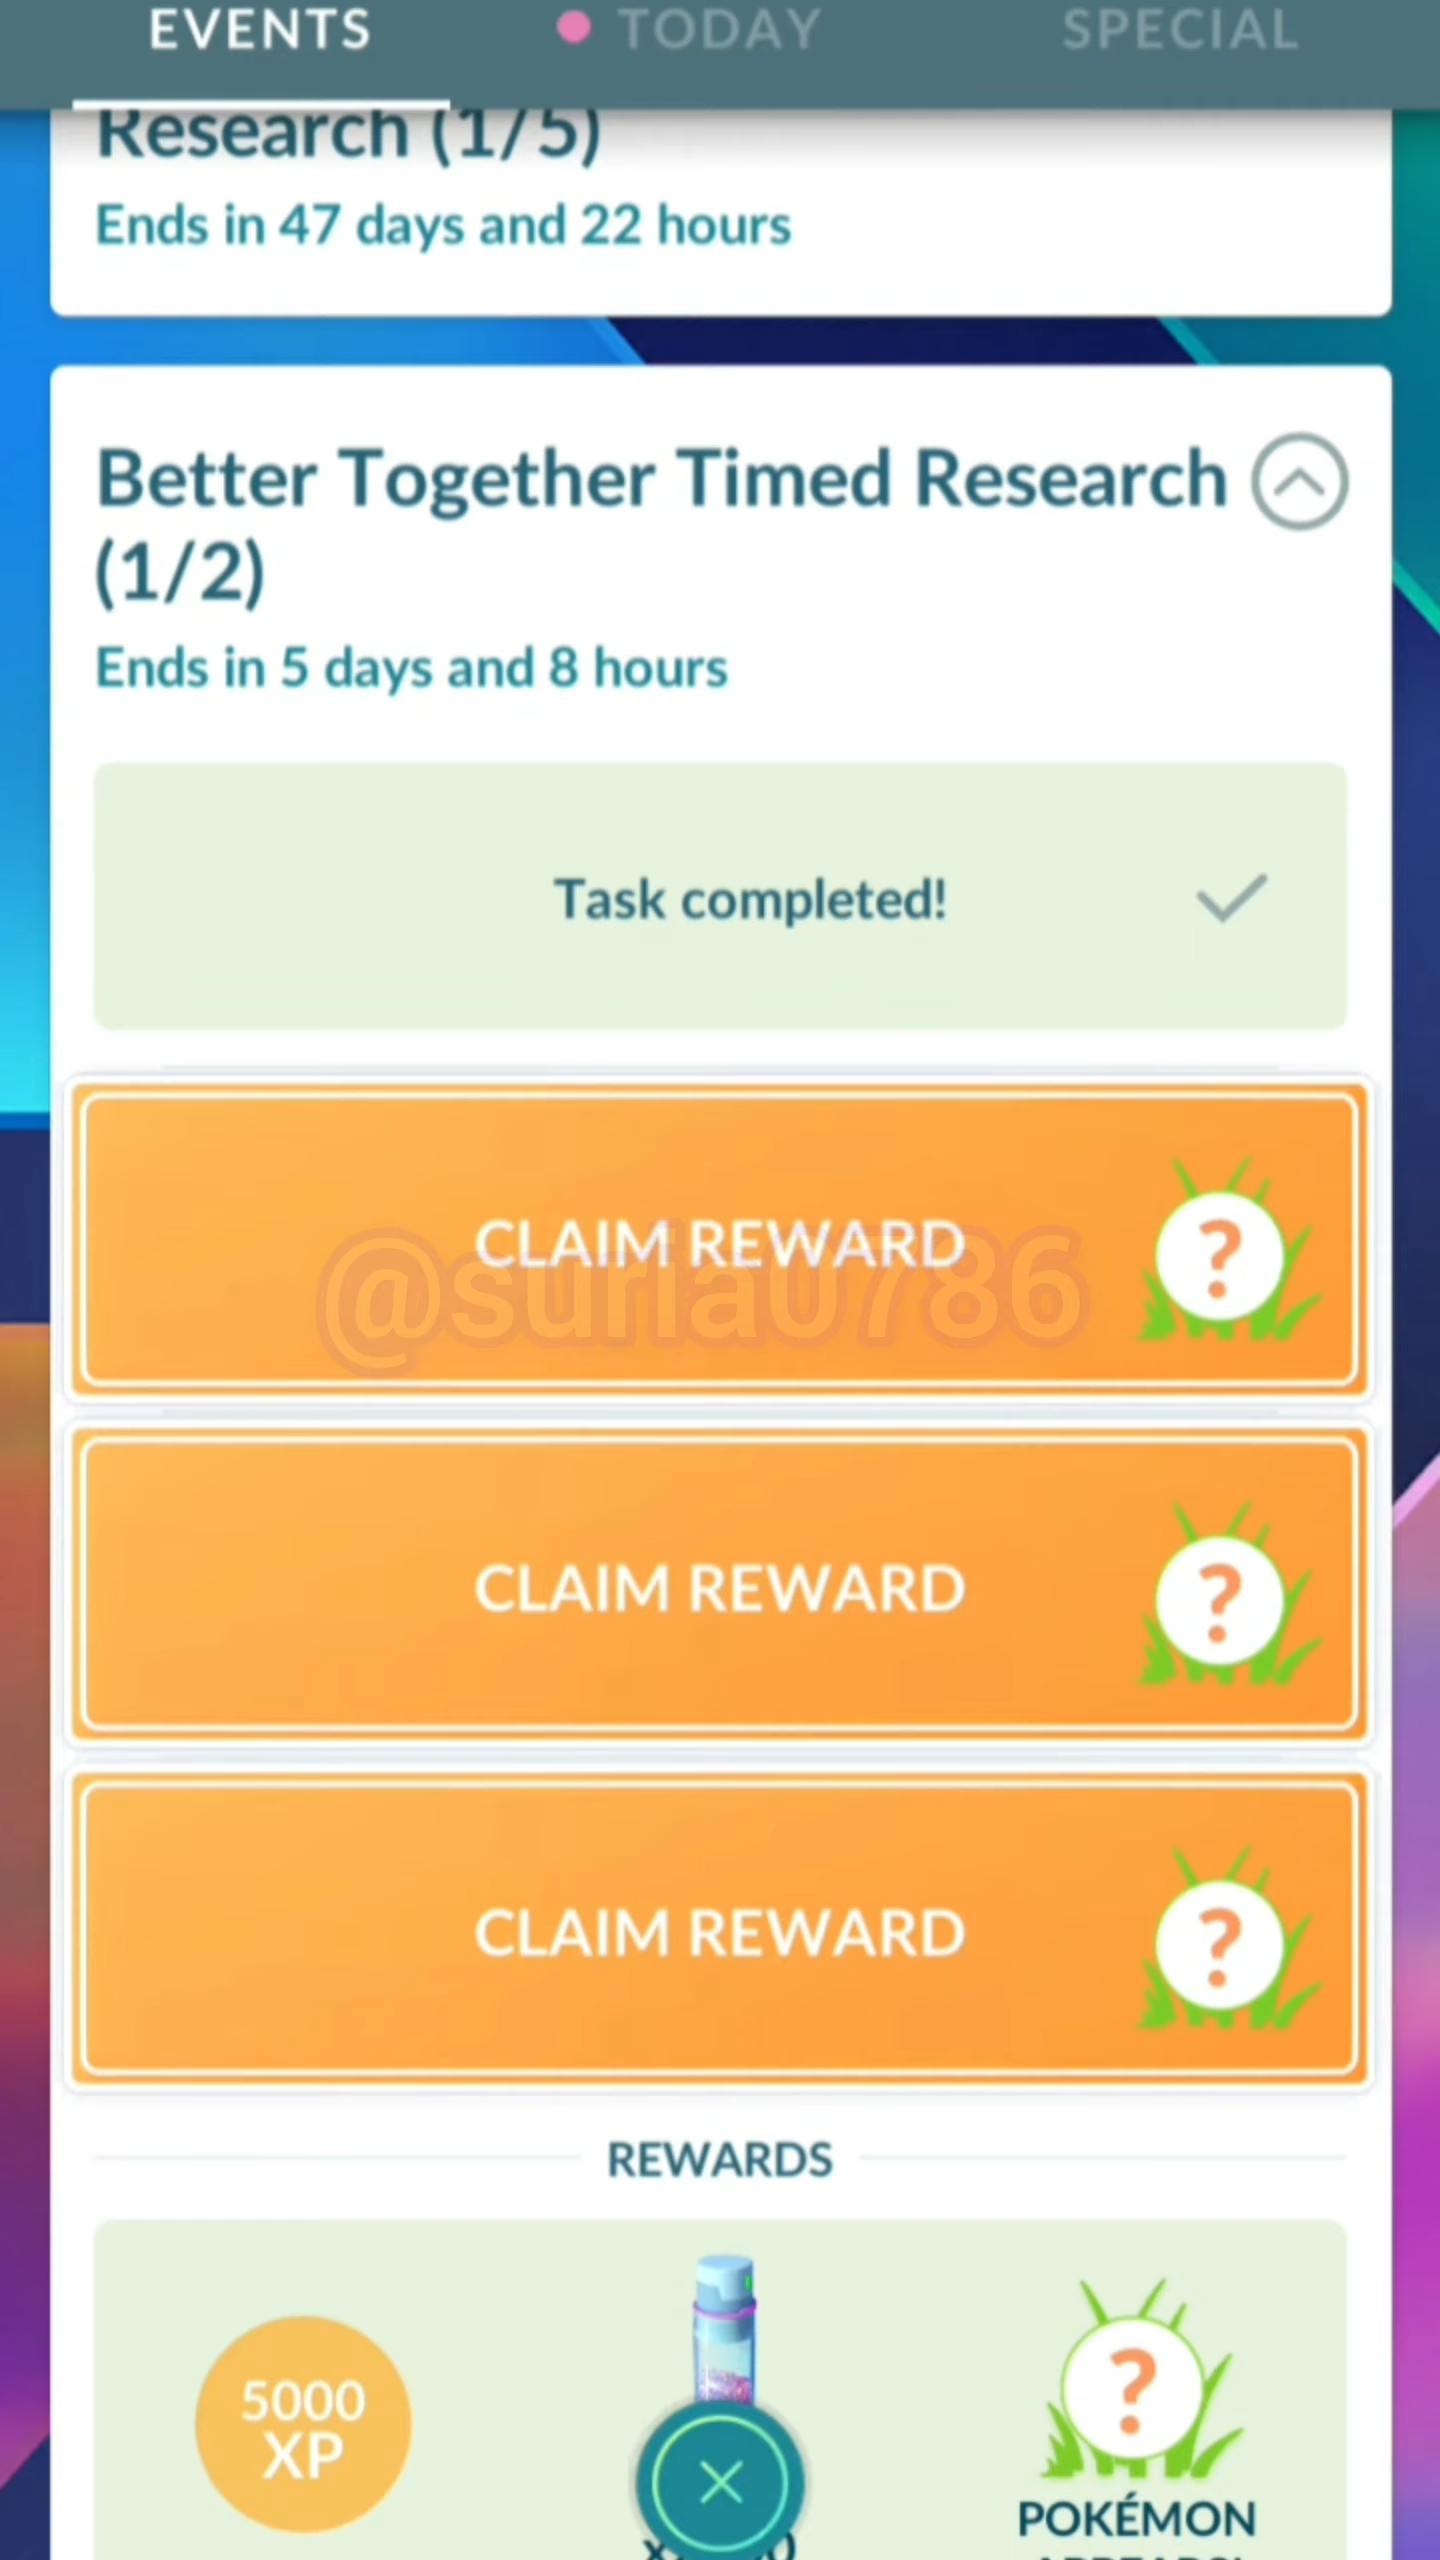 EVENTS
TODAY
SPECIAL
Research (1/5)
Ends in 47 days and 22 hours
Better Together Timed Research
(1/2)
Ends in 5 days and 8 hours
Task completed!
CLAIM REWARD
?
@suria0786
CLAIM REWARD
?
CLAIM REWARD
?
REWARDS
5000
XP
?
POKÉMON